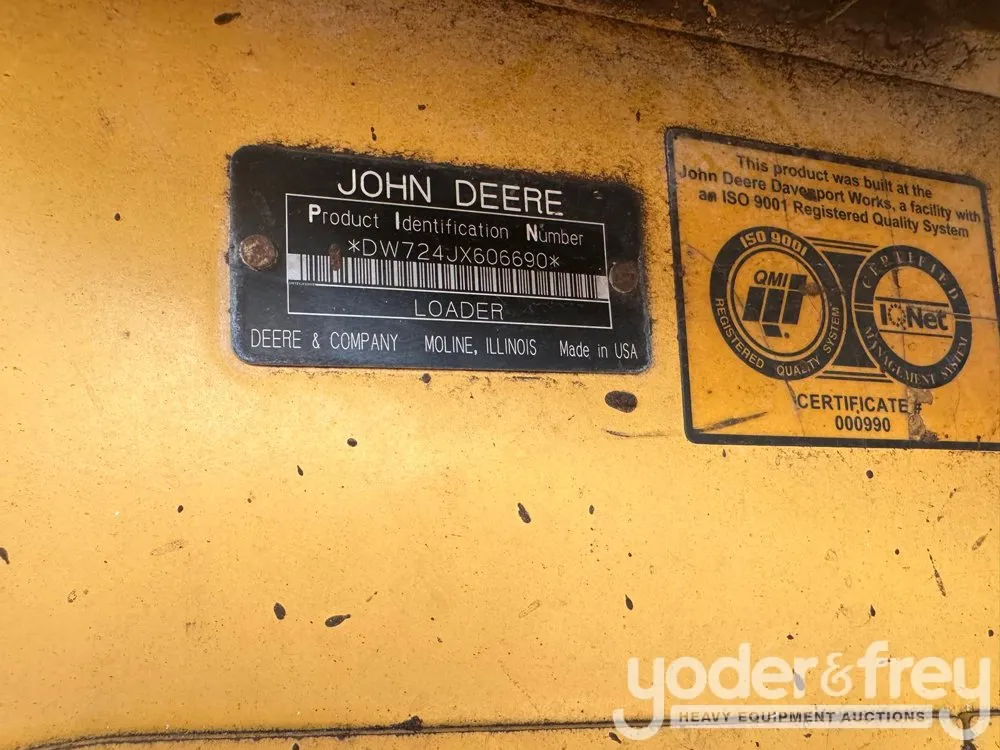 JOHN DEERE
Product Identification Number
*DW724JX606690*
LOADER
DEERE & COMPANY MOLINE, ILLINOIS Made in USA
This product was built at the
John Deere Davenport Works, a facility with
an ISO 9001 Registered Quality System
ISO 9001
QMI
REGISTERED QUALITY SYSTEM
CERTIFIED
IQNet
MANAGEMENT SYSTEM
CERTIFICATE #
000990
yoder & frey
HEAVY EQUIPMENT AUCTIONS